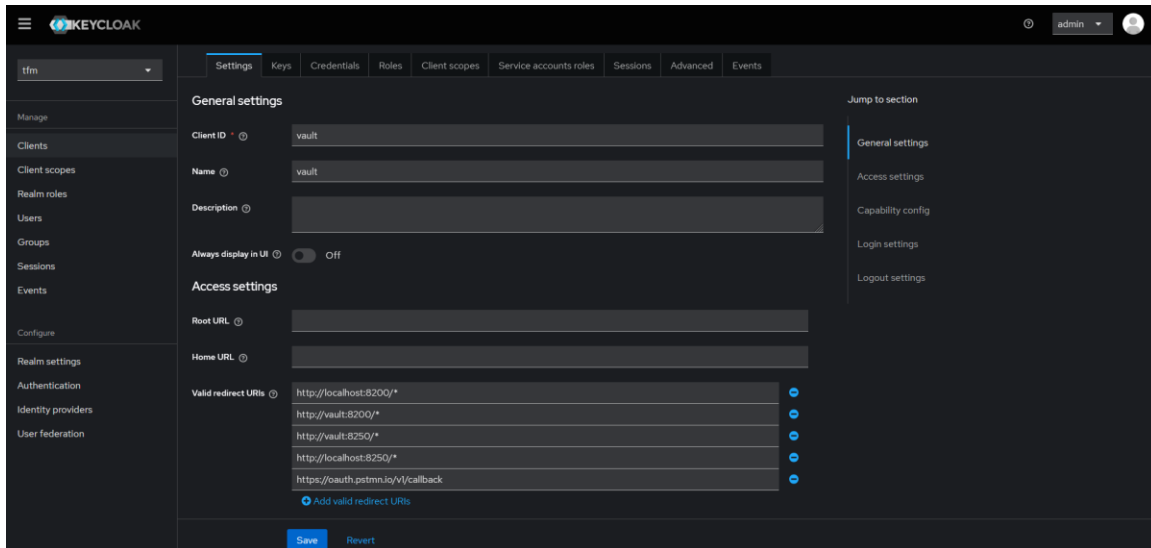 KEYCLOAK
admin
tfm
Manage
Clients
Client scopes
Realm roles
Users
Groups
Sessions
Events
Configure
Realm settings
Authentication
Identity providers
User federation
Settings Keys Credentials Roles Client scopes Service accounts roles Sessions Advanced Events
General settings
Client ID * vault
Name vault
Description
Always display in UI Off
Access settings
Root URL
Home URL
Valid redirect URIs http://localhost:8200/*
http://vault:8200/*
http://vault:8250/*
http://localhost:8250/*
https://oauth.pstmn.io/v1/callback
Add valid redirect URIs
Save Revert
Jump to section
General settings
Access settings
Capability config
Login settings
Logout settings